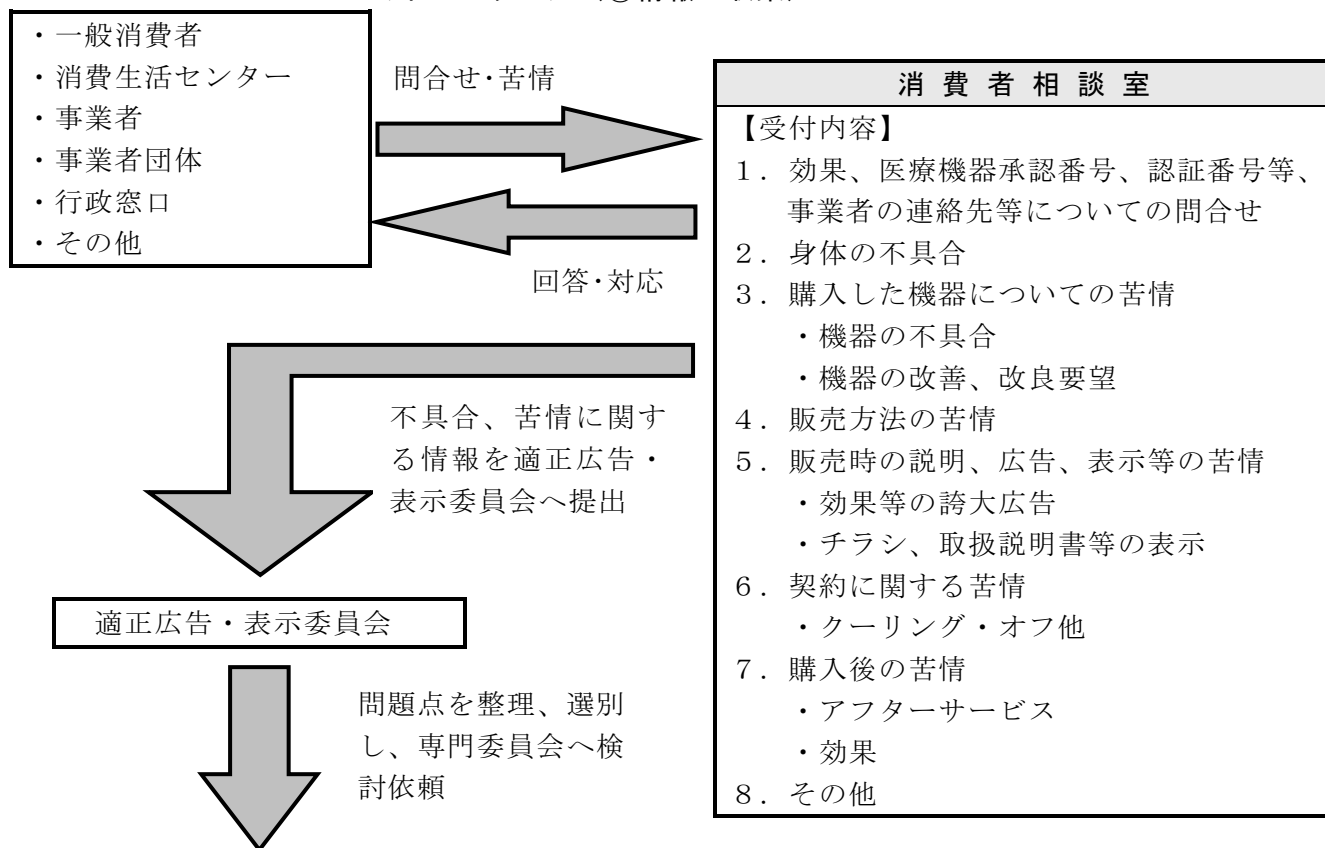 ・一般消費者
・消費生活センター
・事業者
・事業者団体
・行政窓口
・その他
問合せ・苦情
回答・対応
消費者相談室
【受付内容】
１．効果、医療機器承認番号、認証番号等、
事業者の連絡先等についての問合せ
２．身体の不具合
３．購入した機器についての苦情
・機器の不具合
・機器の改善、改良要望
４．販売方法の苦情
５．販売時の説明、広告、表示等の苦情
・効果等の誇大広告
・チラシ、取扱説明書等の表示
６．契約に関する苦情
・クーリング・オフ他
７．購入後の苦情
・アフターサービス
・効果
８．その他
不具合、苦情に関す
る情報を適正広告・
表示委員会へ提出
適正広告・表示委員会
問題点を整理、選別
し、専門委員会へ検
討依頼